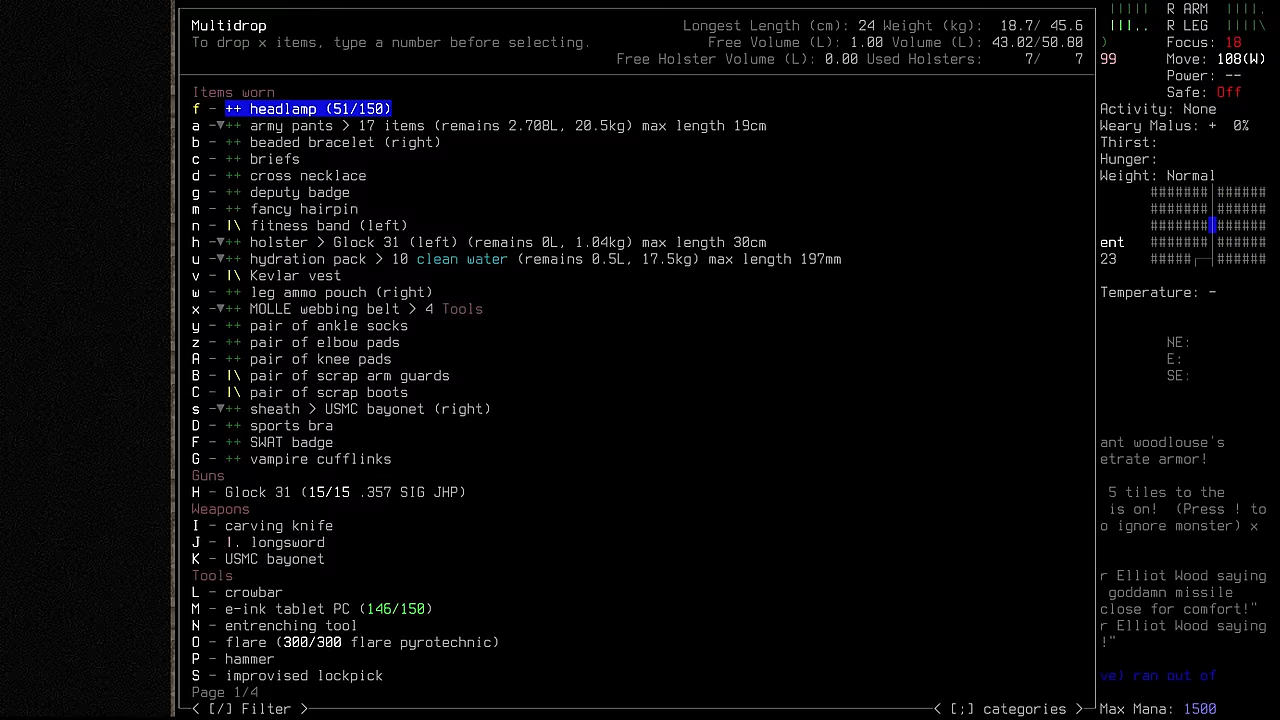 Multidrop Longest Length (cm): 24 Weight (kg): 18.7/ 45.6
To drop x items, type a number before selecting. Free Volume (L): 1.00 Volume (L): 43.02/50.80
Free Holster Volume (L): 0.00 Used Holsters: 7/ 7
Items worn
f - ++ headlamp (51/150)
a -▼++ army pants > 17 items (remains 2.708L, 20.5kg) max length 19cm
b - ++ beaded bracelet (right)
c - ++ briefs
d - ++ cross necklace
g - ++ deputy badge
m - ++ fancy hairpin
n - |\ fitness band (left)
h -▼++ holster > Glock 31 (left) (remains 0L, 1.04kg) max length 30cm
u -▼++ hydration pack > 10 clean water (remains 0.5L, 17.5kg) max length 197mm
v - |\ Kevlar vest
w - ++ leg ammo pouch (right)
x -▼++ MOLLE webbing belt > 4 Tools
y - ++ pair of ankle socks
z - ++ pair of elbow pads
A - ++ pair of knee pads
B - |\ pair of scrap arm guards
C - |\ pair of scrap boots
s -▼++ sheath > USMC bayonet (right)
D - ++ sports bra
F - ++ SWAT badge
G - ++ vampire cufflinks
Guns
H - Glock 31 (15/15 .357 SIG JHP)
Weapons
I - carving knife
J - I. longsword
K - USMC bayonet
Tools
L - crowbar
M - e-ink tablet PC (146/150)
N - entrenching tool
O - flare (300/300 flare pyrotechnic)
P - hammer
S - improvised lockpick
Page 1/4
< [/] Filter > < [;] categories >
||||| R ARM ||||.
|||.. R LEG ||||\
) Focus: 18
99 Move: 108(W)
Power: --
Safe: Off
Activity: None
Weary Malus: + 0%
Thirst:
Hunger:
Weight: Normal
####### ######
####### ######
####### ######
ent ####### ######
23 ##### ######
Temperature: -
NE:
E:
SE:
ant woodlouse's
etrate armor!
5 tiles to the
is on! (Press ! to
o ignore monster) x
r Elliot Wood saying
goddamn missile
close for comfort!"
r Elliot Wood saying
!"
ve) ran out of
Max Mana: 1500